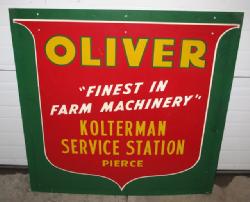 OLIVER
"FINEST IN
FARM MACHINERY"
KOLTERMAN
SERVICE STATION
PIERCE